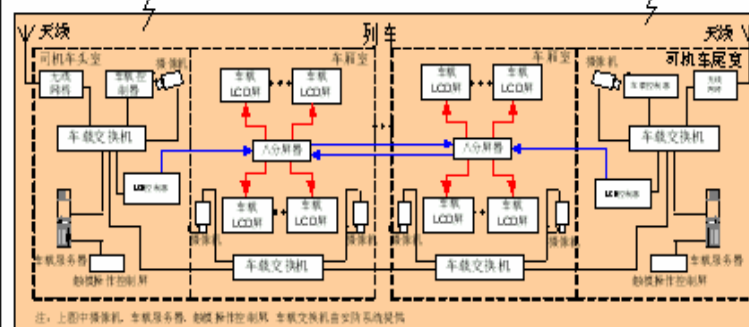 天线
列车
天线
司机车头室
摄像机
车厢室
车厢室
摄像机
司机车尾室
无线
网桥
车载控
制器
车载
LCD屏
车载
LCD屏
车载
LCD屏
车载
LCD屏
车载控制器
无线
网桥
车载交换机
八分屏器
八分屏器
车载交换机
LCD控制器
LCD控制器
车载
LCD屏
车载
LCD屏
车载
LCD屏
车载
LCD屏
摄像机
摄像机
摄像机
摄像机
车载服务器
触摸操作控制屏
车载交换机
车载交换机
车载服务器
触摸操作控制屏
注：上图中摄像机、车载服务器、触摸操作控制屏、车载交换机由安防系统提供